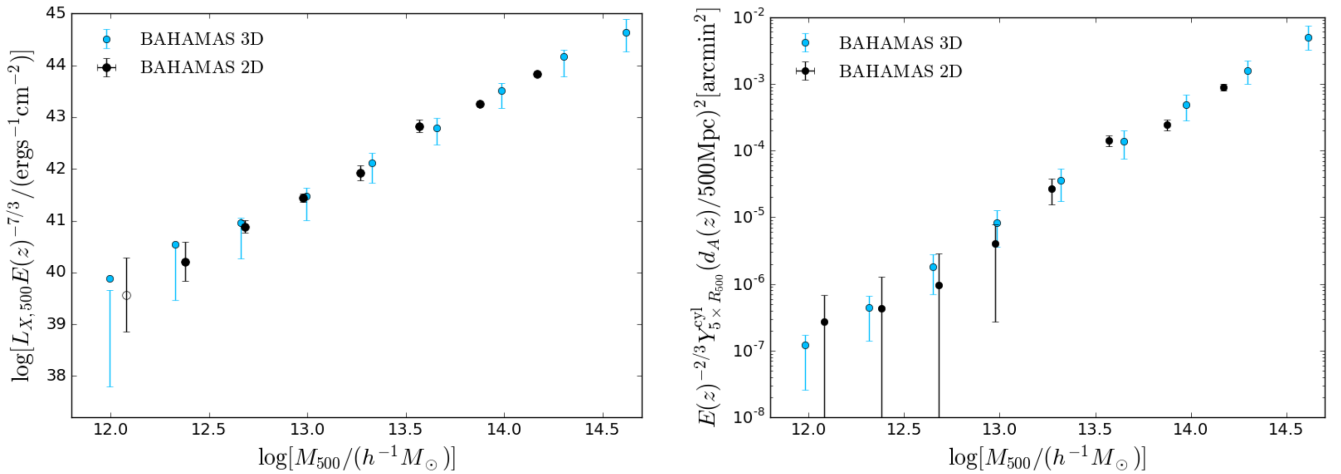 log[L_{X,500}E(z)^{-7/3}/(ergs^{-1}cm^{-2})]
45
44
43
42
41
40
39
38
BAHAMAS 3D
BAHAMAS 2D
12.0 12.5 13.0 13.5 14.0 14.5
log[M_{500}/(h^{-1}M_⊙)]
E(z)^{-2/3}Y^{cyl}_{5×R_{500}}(d_A(z)/500Mpc)^2[arcmin^2]
10^{-2}
10^{-3}
10^{-4}
10^{-5}
10^{-6}
10^{-7}
10^{-8}
BAHAMAS 3D
BAHAMAS 2D
12.0 12.5 13.0 13.5 14.0 14.5
log[M_{500}/(h^{-1}M_⊙)]